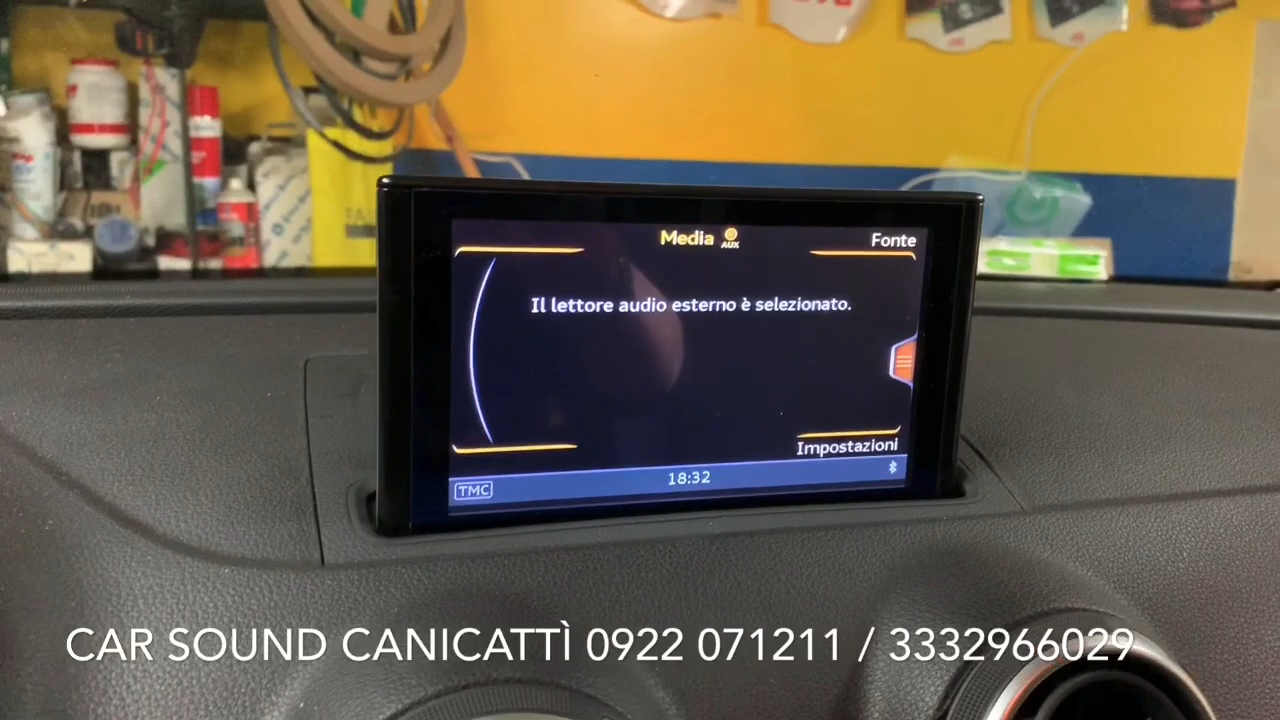 Media AUX
Fonte
Il lettore audio esterno è selezionato.
Impostazioni
TMC
18:32
CAR SOUND CANICATTÌ 0922 071211 / 3332966029